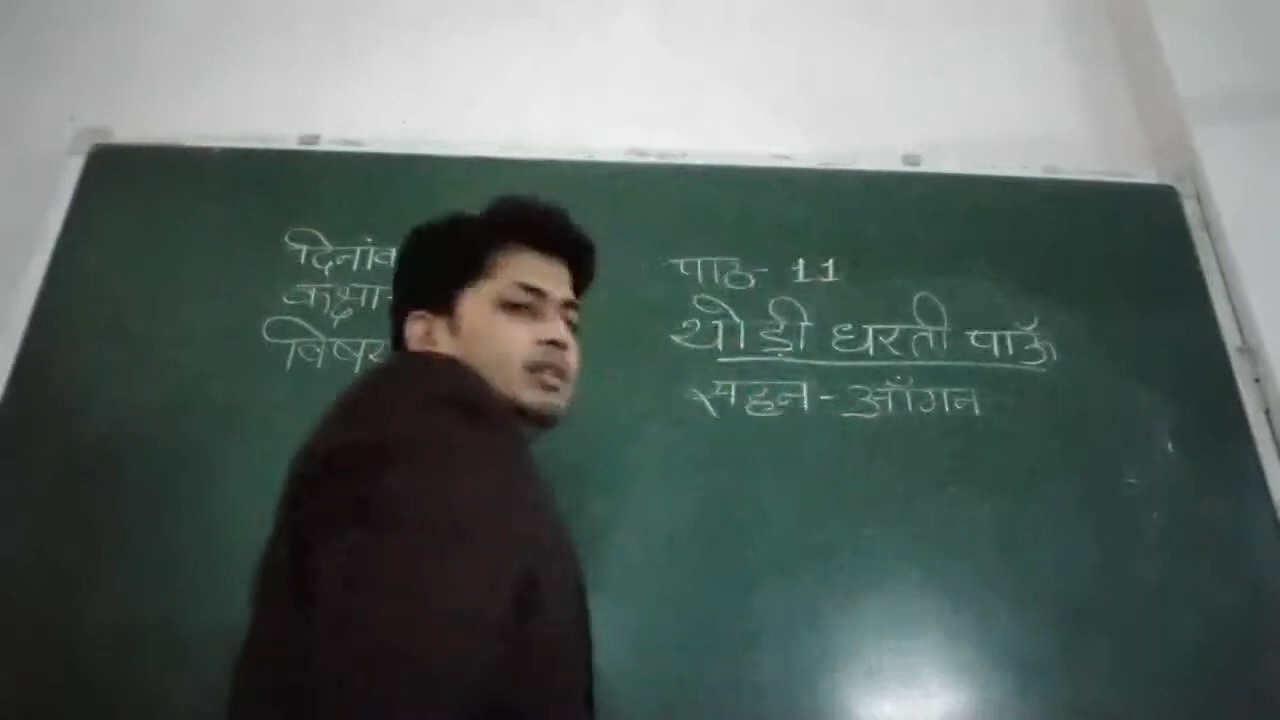 दिनांक
कक्षा-
विषय
पाठ- 11
थोड़ी धरती पाऊँ
सहन - आँगन